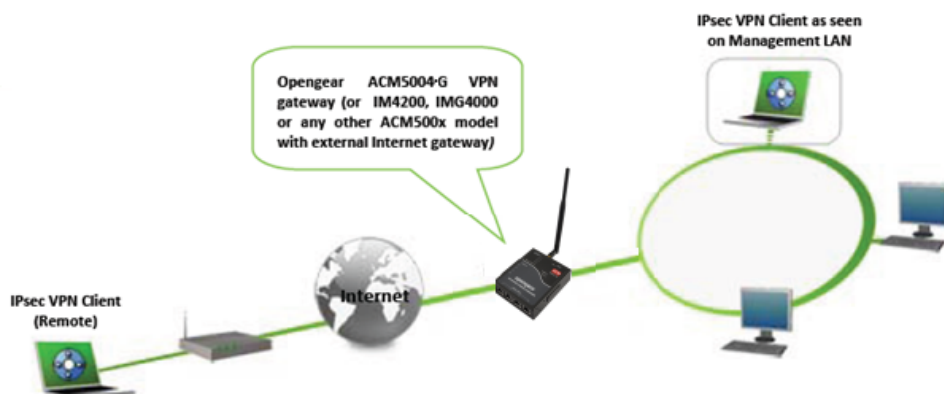 IPsec VPN Client as seen
on Management LAN
Opengear ACM5004-G VPN
gateway (or IM4200, IMG4000
or any other ACM500x model
with external Internet gateway)
Internet
IPsec VPN Client
(Remote)